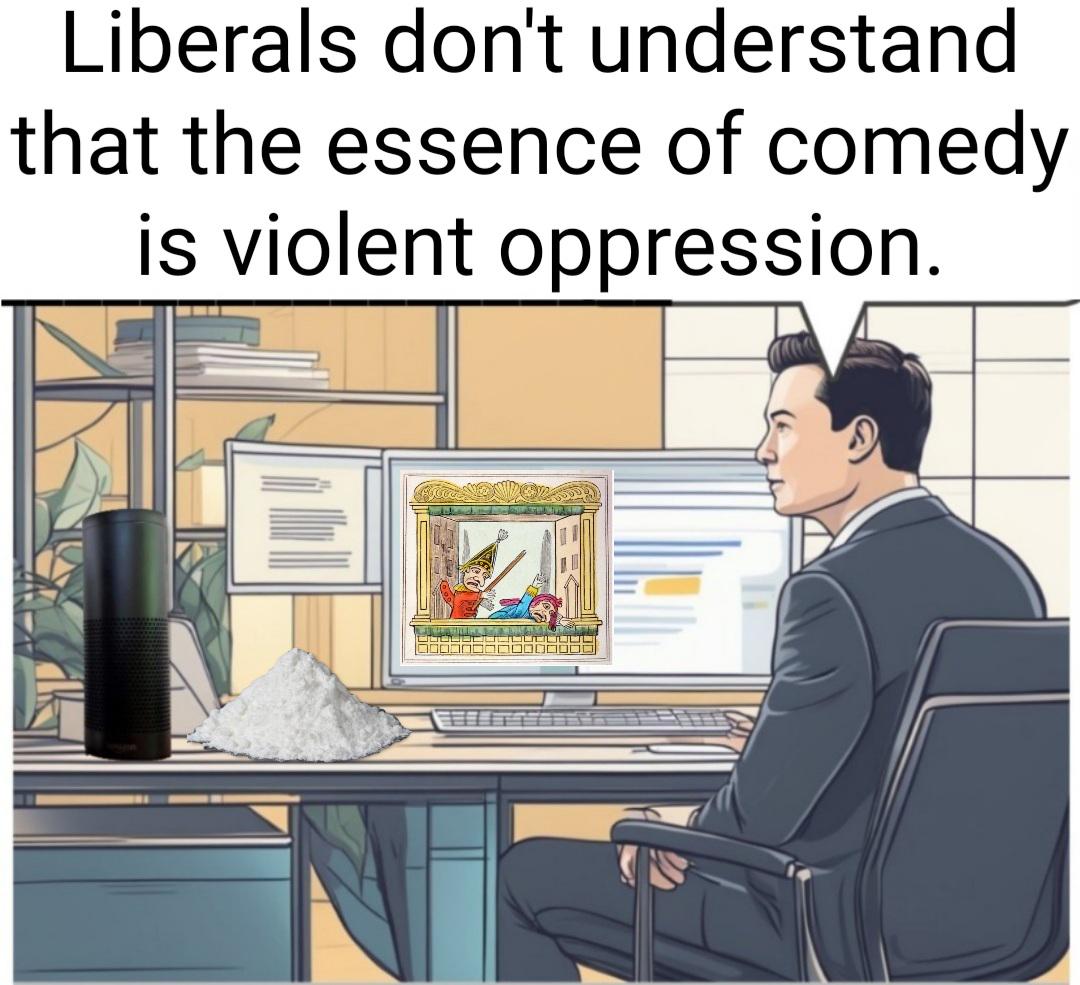 Liberals don't understand
that the essence of comedy
is violent oppression.